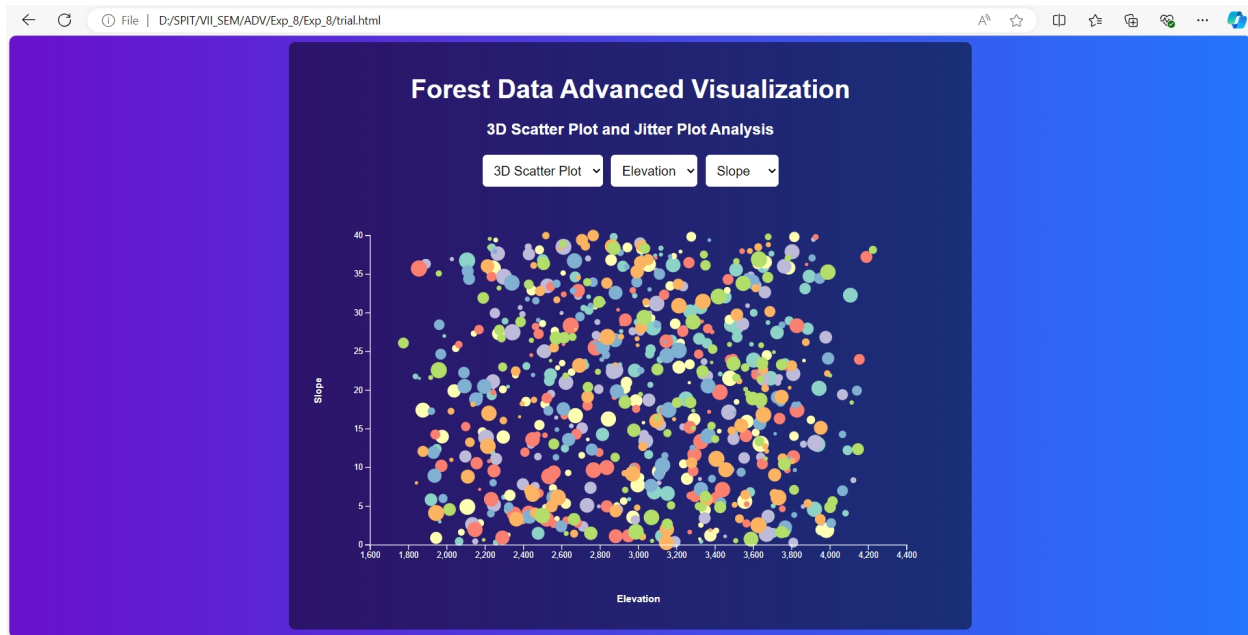 File | D:/SPIT/VII_SEM/ADV/Exp_8/Exp_8/trial.html
Forest Data Advanced Visualization
3D Scatter Plot and Jitter Plot Analysis
3D Scatter Plot Elevation Slope
40
35
30
25
20
15
10
5
0
Slope
1,600 1,800 2,000 2,200 2,400 2,600 2,800 3,000 3,200 3,400 3,600 3,800 4,000 4,200 4,400
Elevation